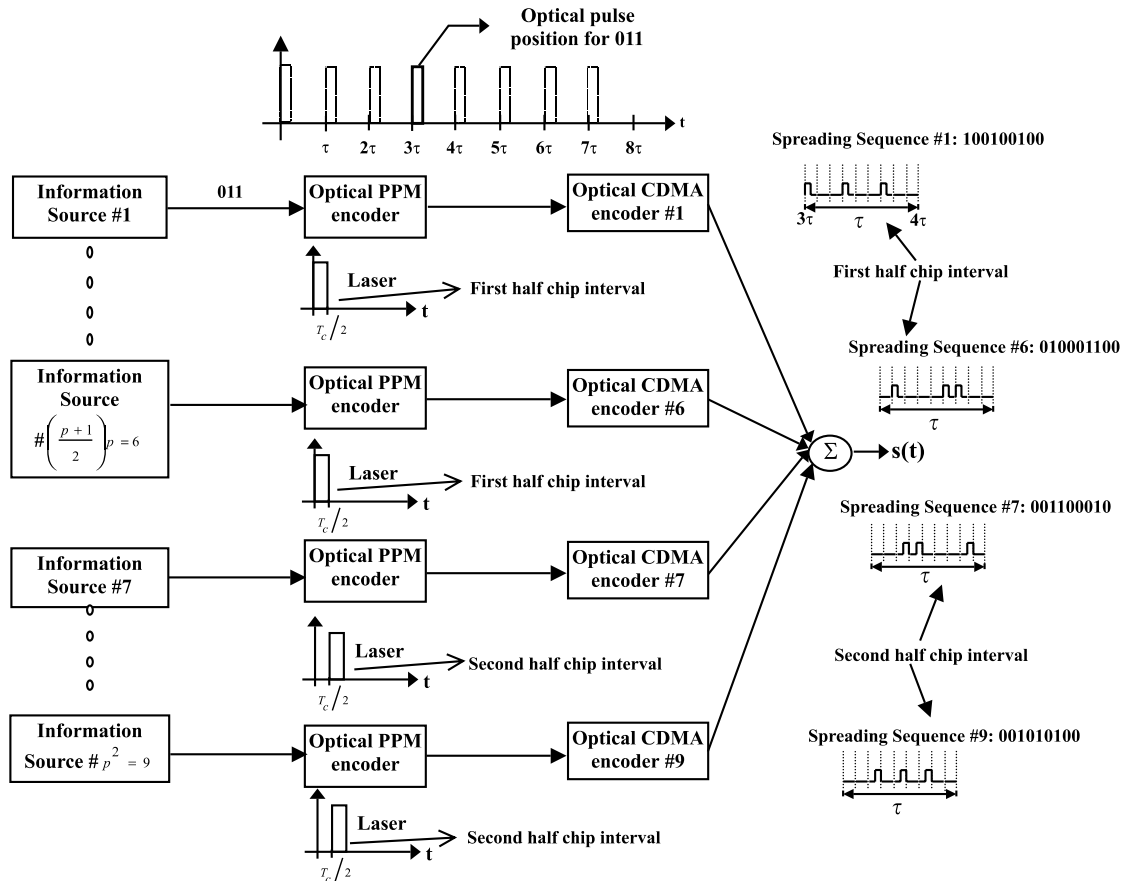 Optical pulse
position for 011
t
τ 2τ 3τ 4τ 5τ 6τ 7τ 8τ
Spreading Sequence #1: 100100100
3τ τ 4τ
Information
Source #1
011
Optical PPM
encoder
Optical CDMA
encoder #1
First half chip interval
Laser
First half chip interval
t
T_c/2
Spreading Sequence #6: 010001100
τ
Information
Source
#((p+1)/2)p = 6
Optical PPM
encoder
Optical CDMA
encoder #6
Σ
s(t)
Laser
First half chip interval
t
T_c/2
Spreading Sequence #7: 001100010
τ
Information
Source #7
Optical PPM
encoder
Optical CDMA
encoder #7
Second half chip interval
Laser
Second half chip interval
t
T_c/2
Information
Source # p^2 = 9
Optical PPM
encoder
Optical CDMA
encoder #9
Spreading Sequence #9: 001010100
τ
Laser
Second half chip interval
t
T_c/2